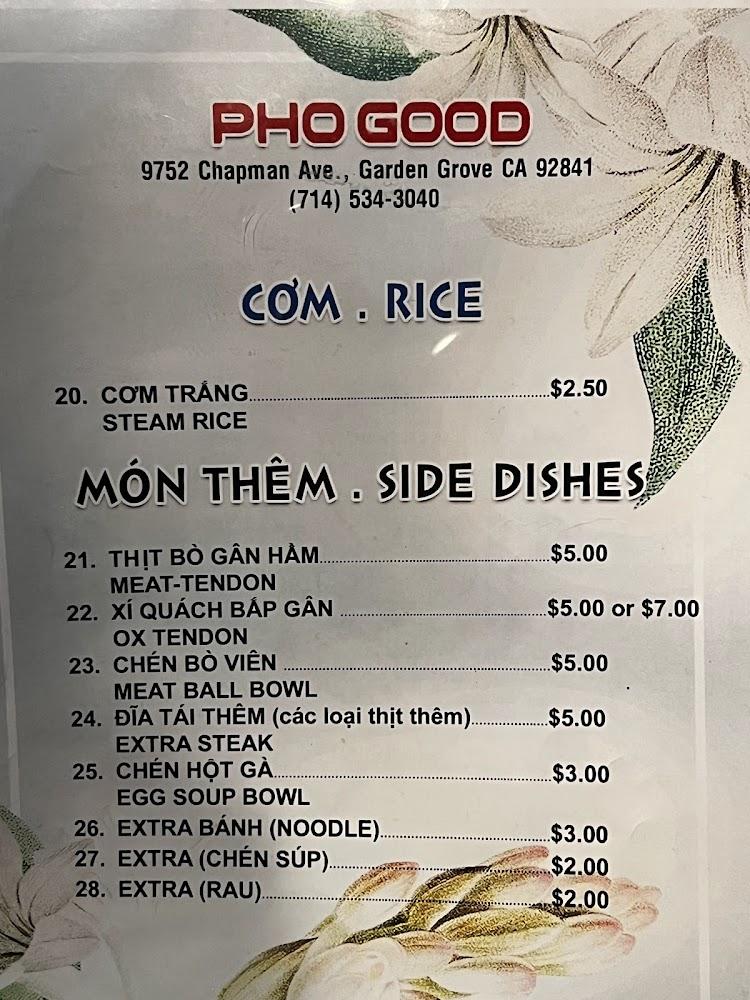 PHO GOOD
9752 Chapman Ave., Garden Grove CA 92841
(714) 534-3040
CƠM . RICE
20. CƠM TRẮNG....................$2.50
STEAM RICE
MÓN THÊM . SIDE DISHES
21. THỊT BÒ GÂN HẦM....................$5.00
MEAT-TENDON
22. XÍ QUÁCH BẮP GÂN ....................$5.00 or $7.00
OX TENDON
23. CHÉN BÒ VIÊN ....................$5.00
MEAT BALL BOWL
24. ĐĨA TÁI THÊM (các loại thịt thêm)....................$5.00
EXTRA STEAK
25. CHÉN HỘT GÀ....................$3.00
EGG SOUP BOWL
26. EXTRA BÁNH (NOODLE)....................$3.00
27. EXTRA (CHÉN SÚP)....................$2.00
28. EXTRA (RAU)....................$2.00